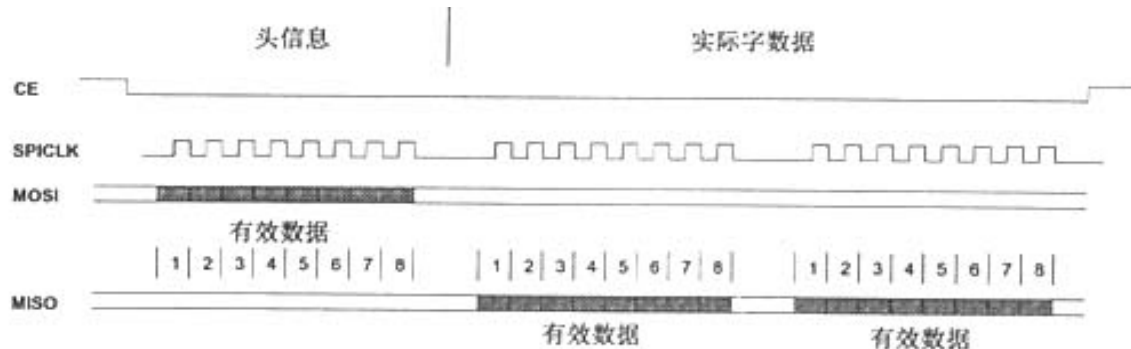 头信息 实际字数据
CE
SPICLK
MOSI
有效数据
1 2 3 4 5 6 7 8 1 2 3 4 5 6 7 8 1 2 3 4 5 6 7 8
MISO
有效数据 有效数据